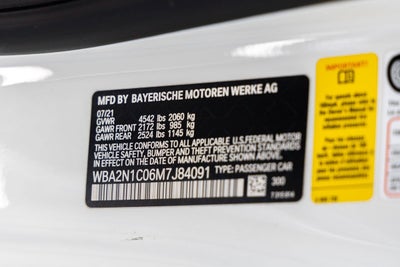 MFD BY BAYERISCHE MOTOREN WERKE AG
07/21
GVWR 4542 lbs 2060 kg
GAWR FRONT 2172 lbs 985 kg
GAWR REAR 2524 lbs 1145 kg
THIS VEHICLE CONFORMS TO ALL APPLICABLE U.S. FEDERAL MOTOR
VEHICLE SAFETY, BUMPER, AND THEFT PREVENTION STANDARDS
IN EFFECT ON THE DATE OF MANUFACTURE SHOWN ABOVE.
WBA2N1C06M7J84091 TYPE: PASSENGER CAR
300
IMPORTANT!